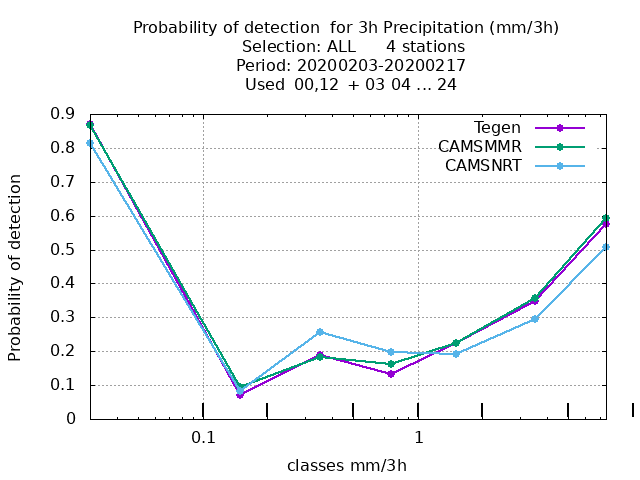 Probability of detection  for 3h Precipitation (mm/3h)
Selection: ALL      4 stations
Period: 20200203-20200217
Used  00,12  + 03 04 ... 24
Tegen
CAMSMMR
CAMSNRT
0.9
0.8
0.7
0.6
0.5
0.4
0.3
0.2
0.1
0
Probability of detection
0.1
1
classes mm/3h